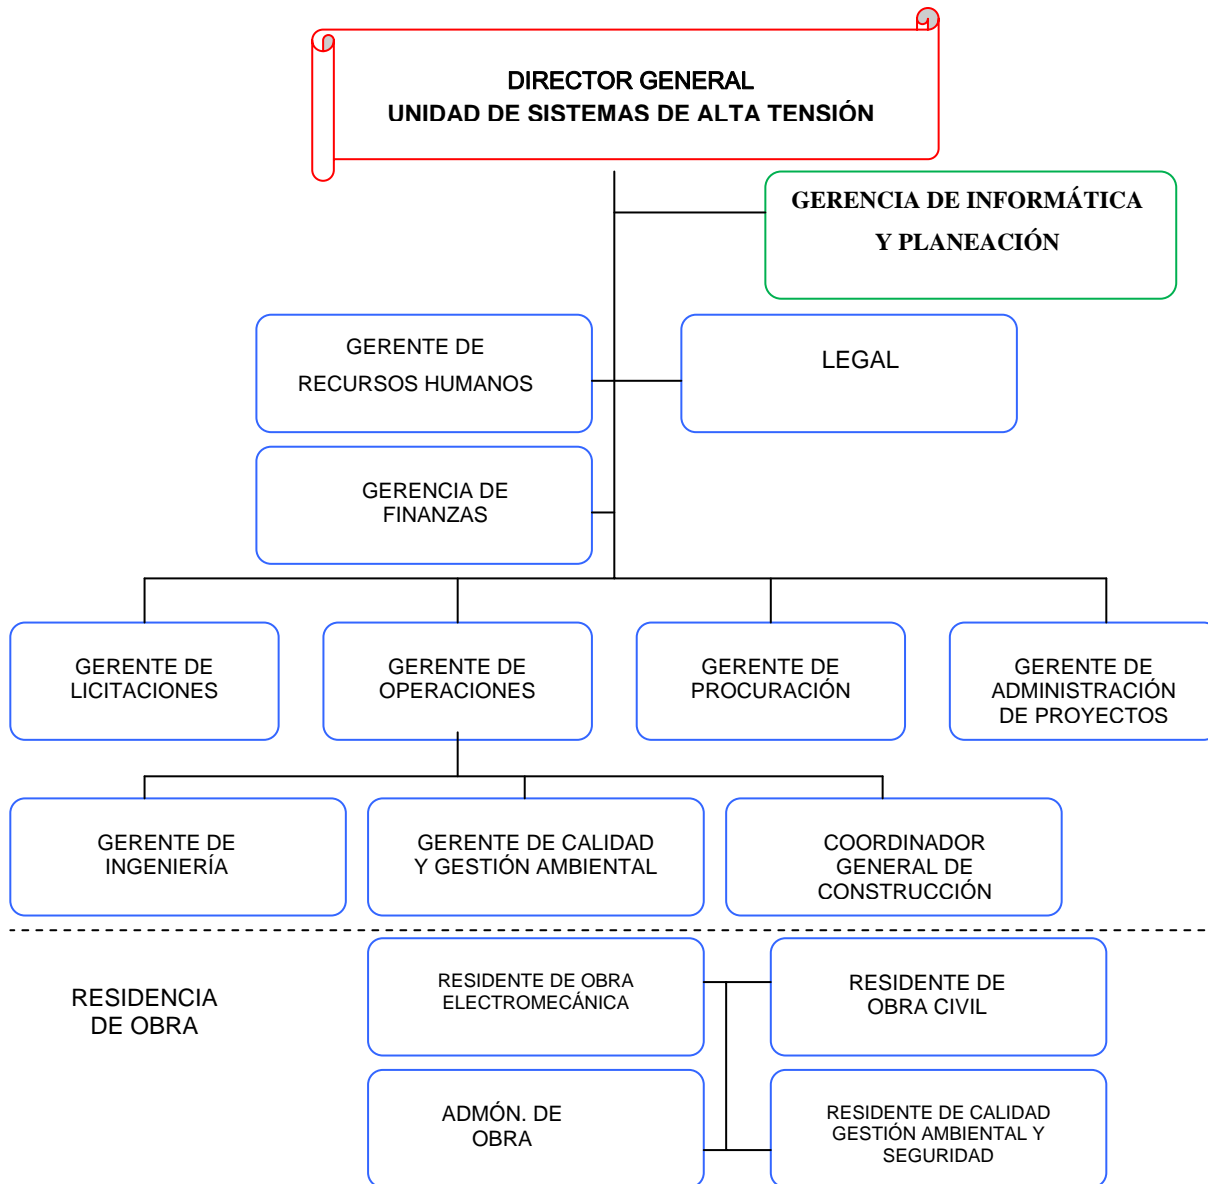 DIRECTOR GENERAL
UNIDAD DE SISTEMAS DE ALTA TENSIÓN
GERENCIA DE INFORMÁTICA
Y PLANEACIÓN
GERENTE DE
RECURSOS HUMANOS
LEGAL
GERENCIA DE
FINANZAS
GERENTE DE
LICITACIONES
GERENTE DE
OPERACIONES
GERENTE DE
PROCURACIÓN
GERENTE DE
ADMINISTRACIÓN
DE PROYECTOS
GERENTE DE
INGENIERÍA
GERENTE DE CALIDAD
Y GESTIÓN AMBIENTAL
COORDINADOR
GENERAL DE
CONSTRUCCIÓN
RESIDENCIA
DE OBRA
RESIDENTE DE OBRA
ELECTROMECÁNICA
RESIDENTE DE
OBRA CIVIL
ADMÓN. DE
OBRA
RESIDENTE DE CALIDAD
GESTIÓN AMBIENTAL Y
SEGURIDAD